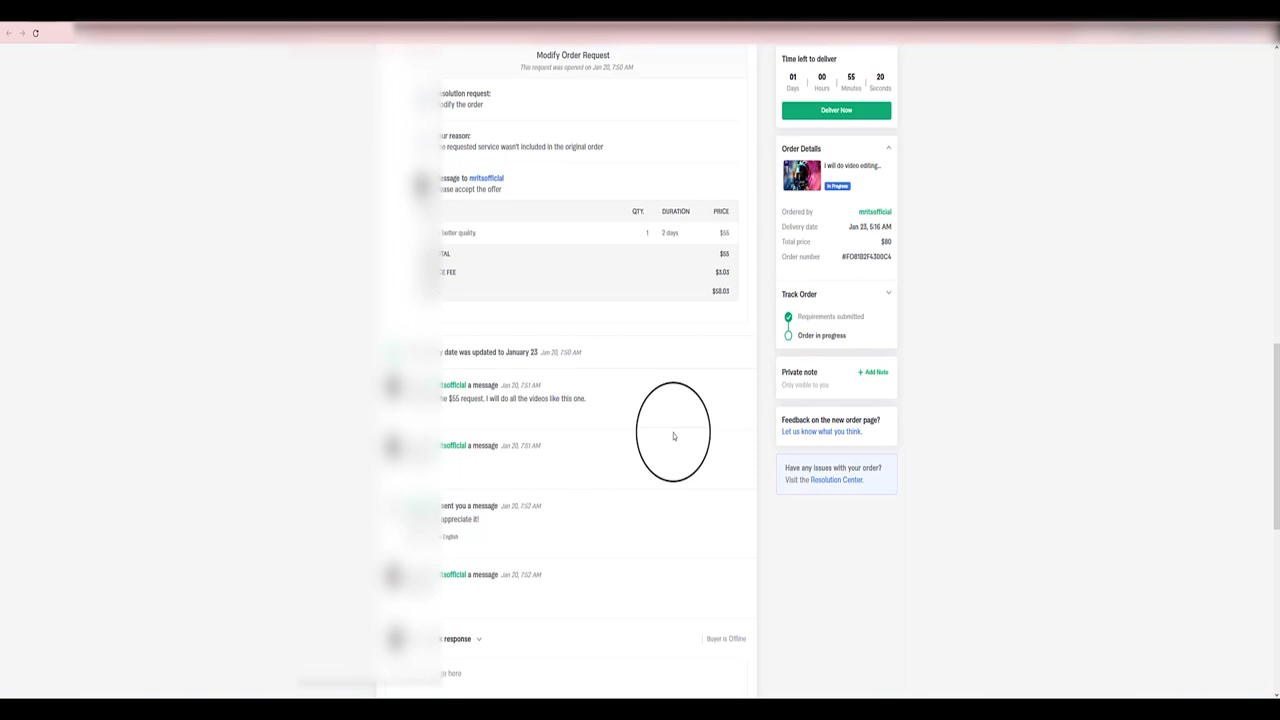 Modify Order Request
This request was opened on Jan 20, 7:50 AM
solution request:
odify the order
ur reason:
e requested service wasn't included in the original order
essage to mritsofficial
ease accept the offer
QTY. DURATION PRICE
better quality. 1 2 days $55
TAL $55
CE FEE $3.03
$58.03
y date was updated to January 23 Jan 20, 7:50 AM
itsofficial a message Jan 20, 7:51 AM
he $55 request. I will do all the videos like this one.
itsofficial a message Jan 20, 7:51 AM
sent you a message Jan 20, 7:52 AM
appreciate it!
English
itsofficial a message Jan 20, 7:52 AM
k response
Buyer is Offline
ge here
Time left to deliver
01 00 55 20
Days Hours Minutes Seconds
Deliver Now
Order Details
I will do video editing...
In Progress
Ordered by mritsofficial
Delivery date Jan 23, 5:16 AM
Total price $80
Order number #FO81B2F4300C4
Track Order
Requirements submitted
Order in progress
Private note + Add Note
Only visible to you
Feedback on the new order page?
Let us know what you think.
Have any issues with your order?
Visit the Resolution Center.